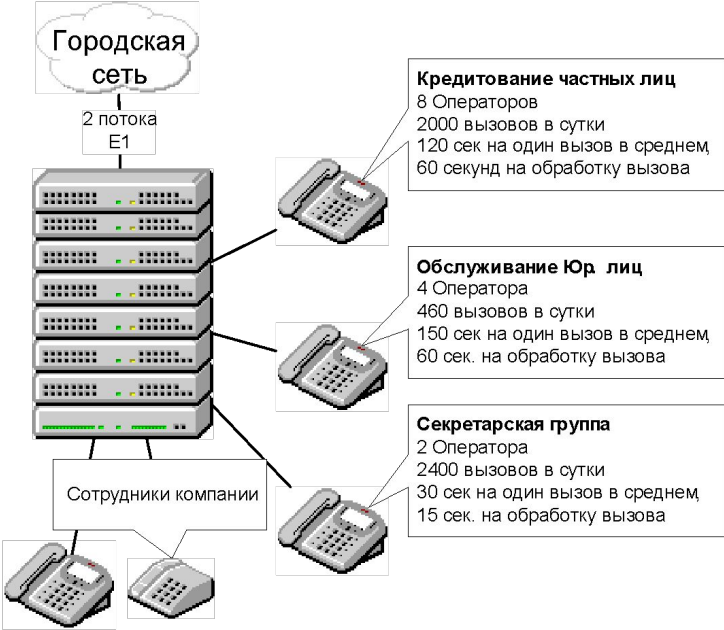 Городская
сеть
2 потока
E1
Кредитование частных лиц
8 Операторов
2000 вызовов в сутки
120 сек на один вызов в среднем,
60 секунд на обработку вызова
Обслуживание Юр. лиц
4 Оператора
460 вызовов в сутки
150 сек на один вызов в среднем,
60 сек. на обработку вызова
Секретарская группа
2 Оператора
2400 вызовов в сутки
30 сек на один вызов в среднем,
15 сек. на обработку вызова
Сотрудники компании